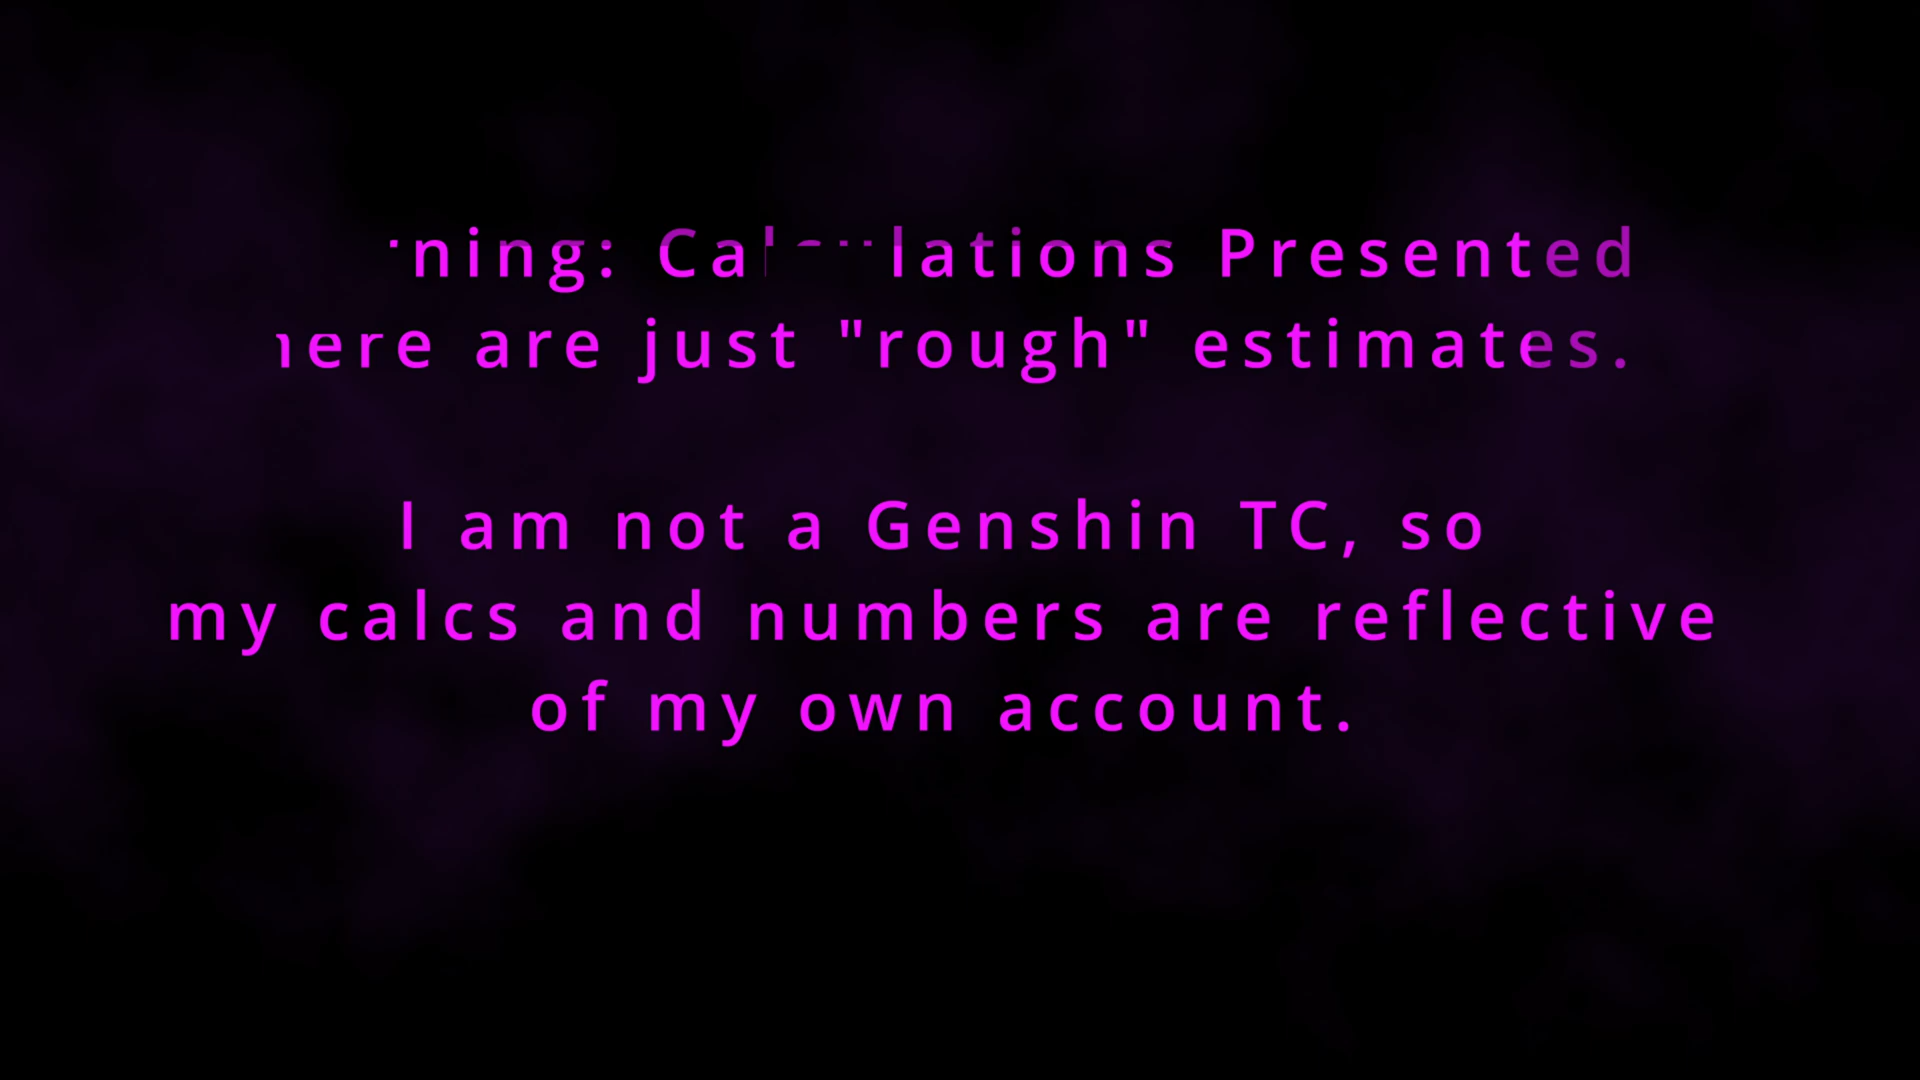 Calculations Presented
here are just "rough" estimates.
I am not a Genshin TC, so
my calcs and numbers are reflective
of my own account.